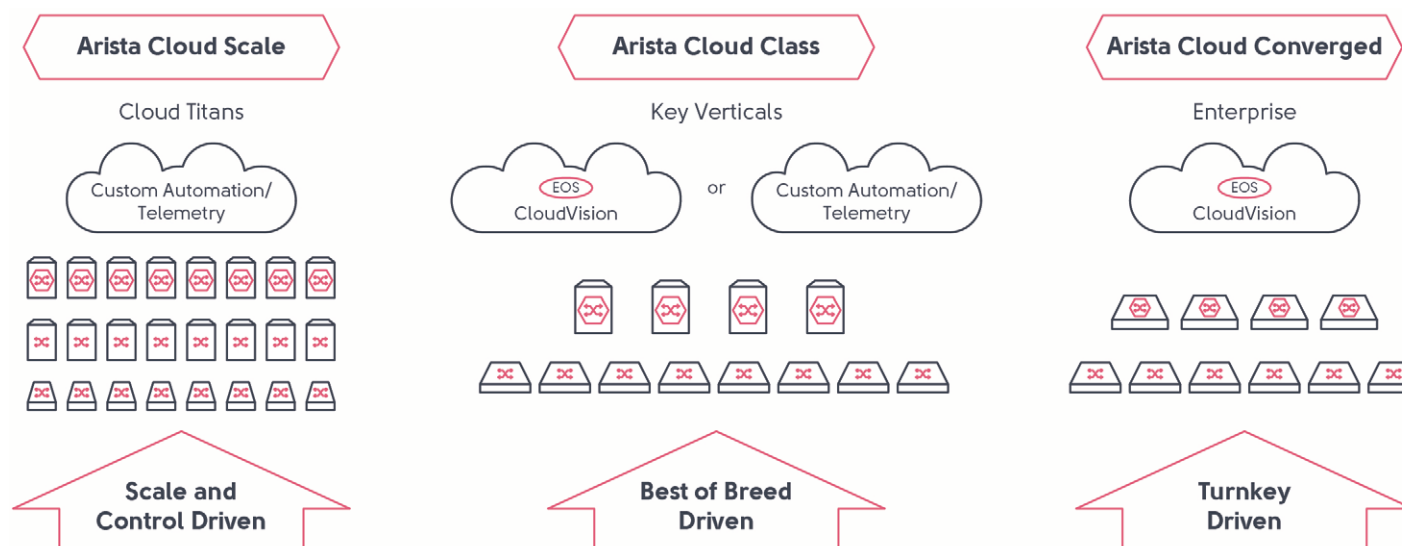 Arista Cloud Scale
Cloud Titans
Custom Automation/
Telemetry
Scale and
Control Driven
Arista Cloud Class
Key Verticals
EOS
CloudVision
or
Custom Automation/
Telemetry
Best of Breed
Driven
Arista Cloud Converged
Enterprise
EOS
CloudVision
Turnkey
Driven